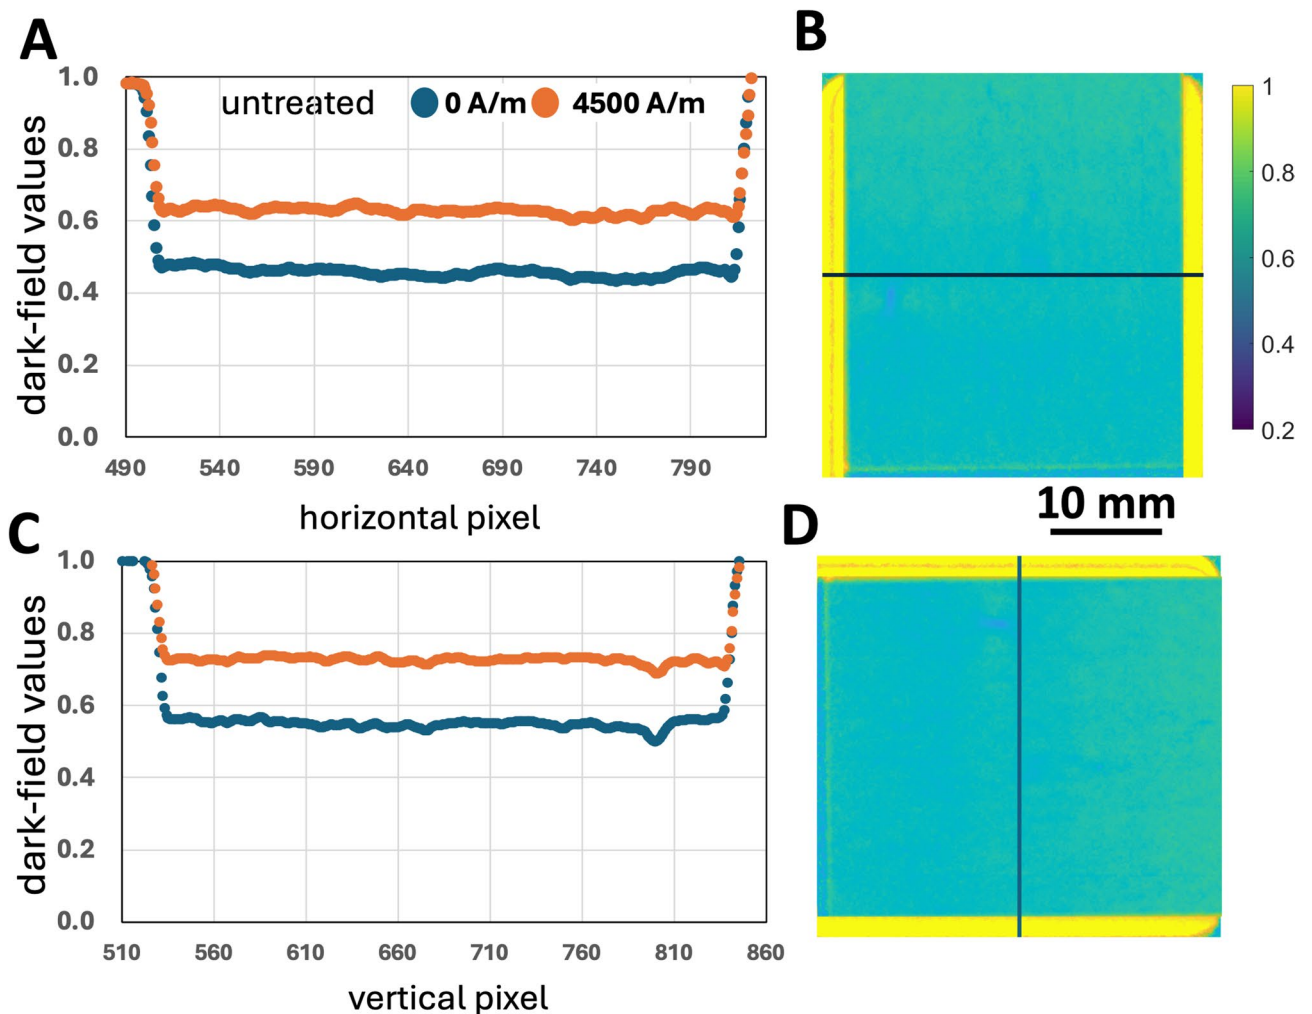 A
B
dark-field values
1.0
0.8
0.6
0.4
0.2
0.0
untreated 0 A/m 4500 A/m
490 540 590 640 690 740 790
horizontal pixel
1
0.8
0.6
0.4
0.2
10 mm
C
D
dark-field values
1.0
0.8
0.6
0.4
0.2
0.0
510 560 610 660 710 760 810 860
vertical pixel